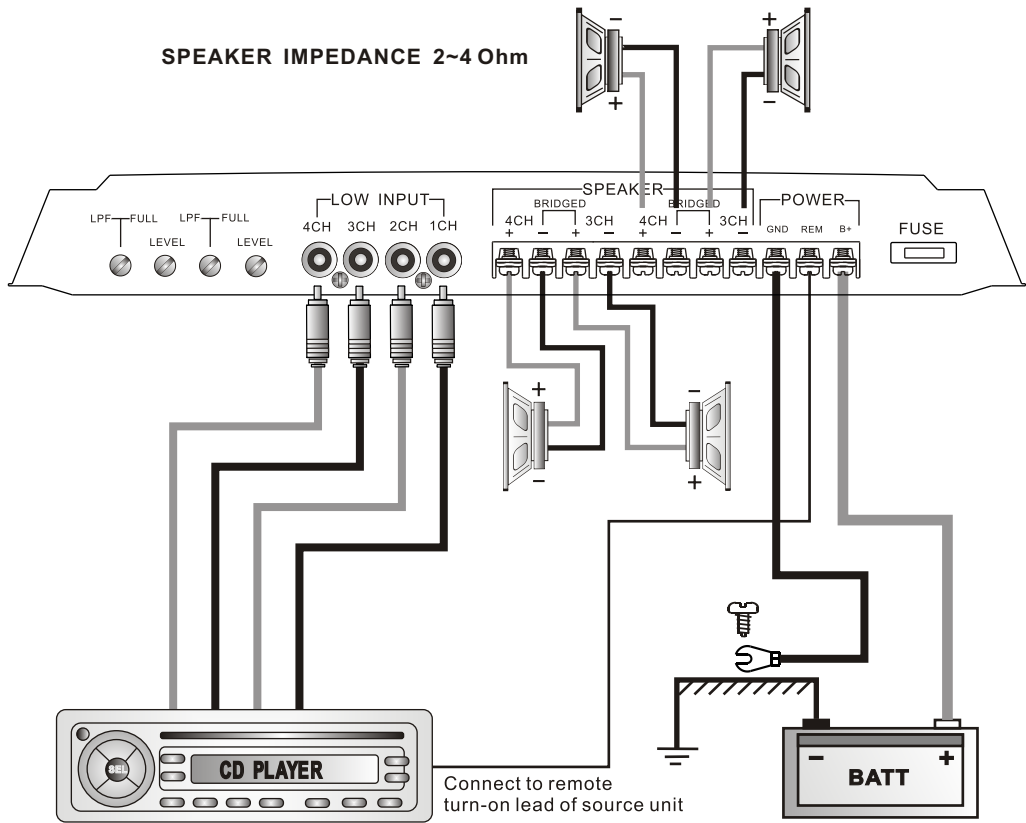 SPEAKER IMPEDANCE 2~4 Ohm
− +
+ −
SPEAKER
LOW INPUT POWER
BRIDGED BRIDGED
LPF FULL LPF FULL
4CH 3CH 2CH 1CH
4CH 3CH 4CH 3CH
GND REM B+
FUSE
LEVEL LEVEL
+ − + − + − + −
+ −
− +
CD PLAYER
SEL
Connect to remote
turn-on lead of source unit
− +
BATT